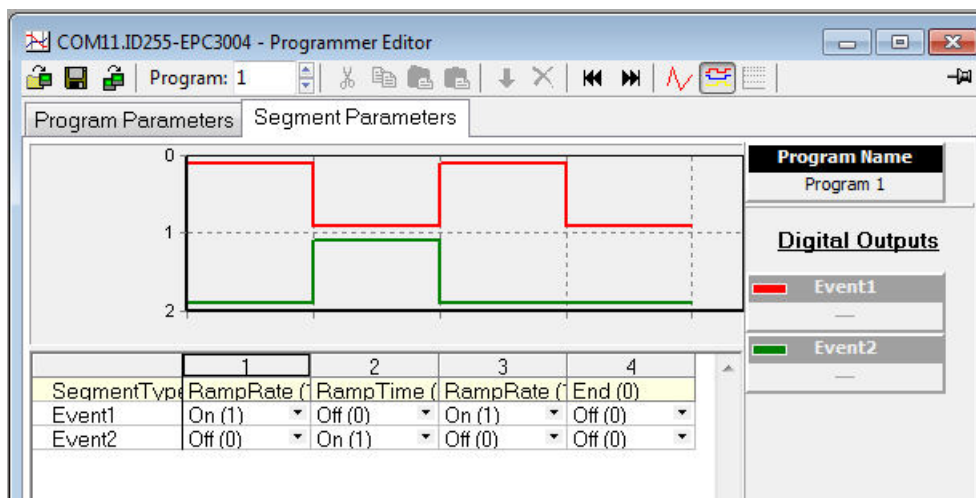 COM11.ID255-EPC3004 - Programmer Editor
Program: 1
Program Parameters Segment Parameters
0
1
2
Program Name
Program 1
Digital Outputs
Event1
Event2
1 2 3 4
SegmentType RampRate ( RampTime ( RampRate ( End (0)
Event1 On (1) Off (0) On (1) Off (0)
Event2 Off (0) On (1) Off (0) Off (0)